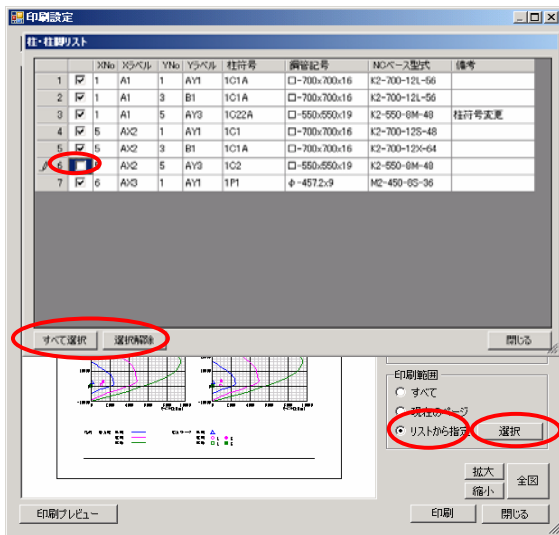 印刷設定
柱・柱脚リスト
XNo Xラベル YNo Yラベル 柱符号 鋼管記号 NCベース型式 備考
1 1 A1 1 AY1 1C1A □-700x700x16 K2-700-12L-56
2 1 A1 3 B1 1C1A □-700x700x16 K2-700-12L-56
3 1 A1 5 AY3 1C22A □-550x550x19 K2-550-8M-48 柱符号変更
4 5 AX2 1 AY1 1C1 □-700x700x16 K2-700-12S-48
5 5 AX2 3 B1 1C1A □-700x700x16 K2-700-12X-64
6 AX2 5 AY3 1C2 □-550x550x19 K2-550-8M-48
7 6 AX3 1 AY1 1P1 φ-457.2x9 M2-450-6S-36
すべて選択 選択解除 閉じる
印刷範囲
すべて
現在のページ
リストから指定 選択
拡大
縮小
全図
印刷プレビュー 印刷 閉じる